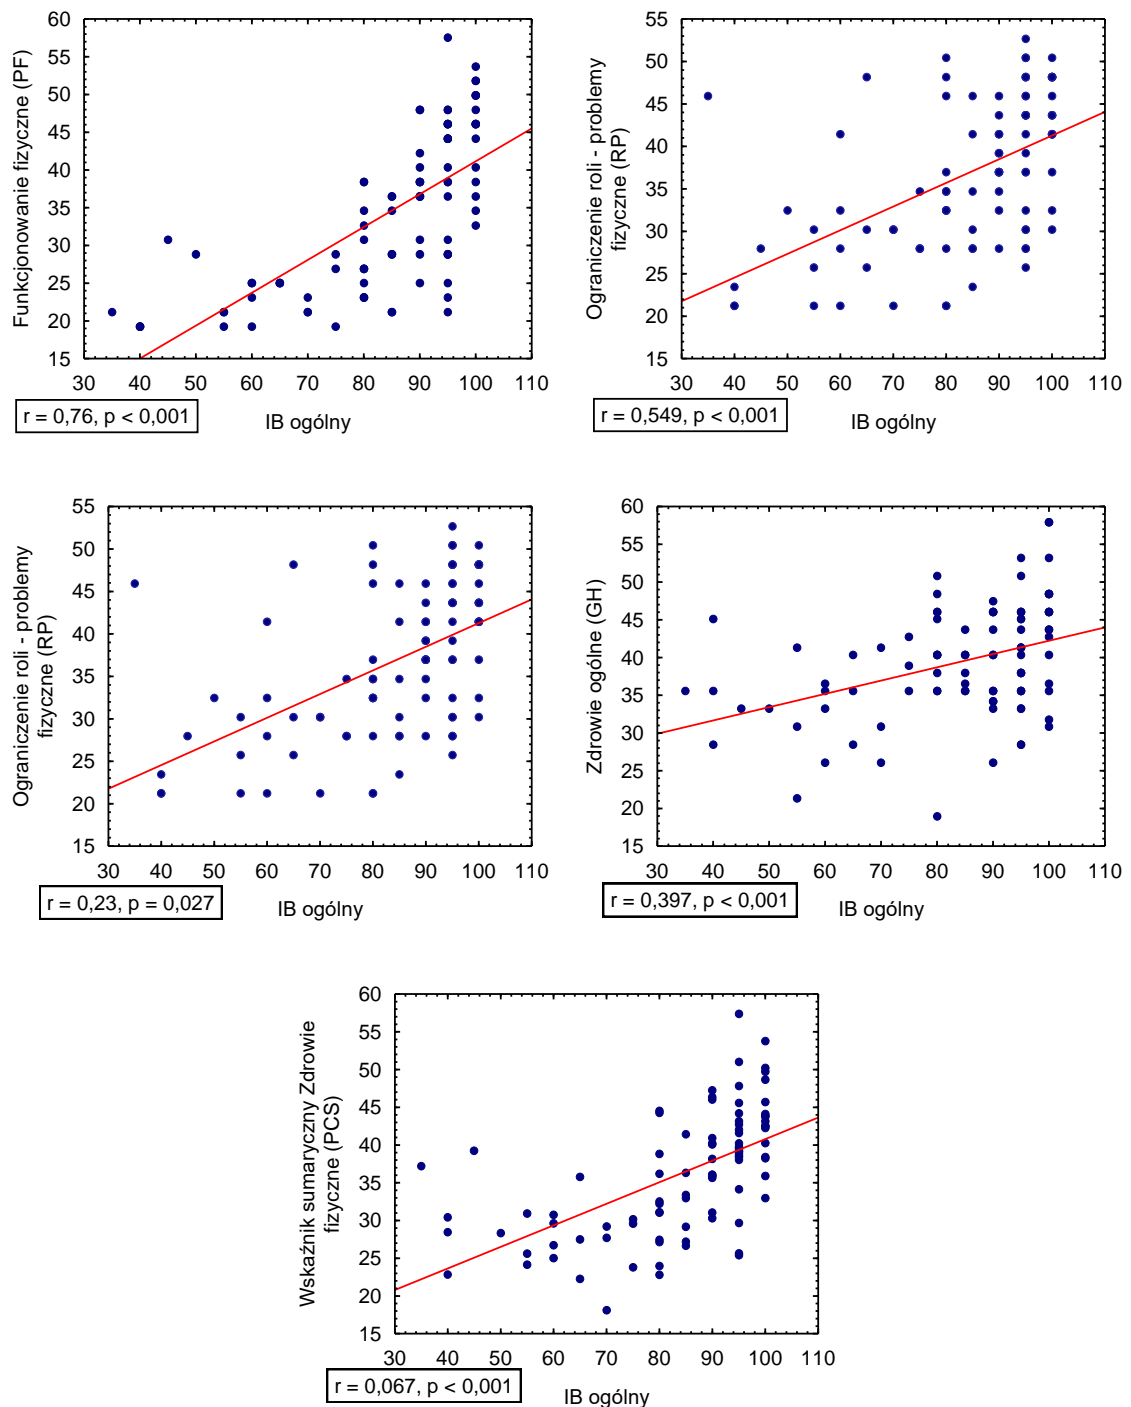 Funkcjonowanie fizyczne (PF)
60
55
50
45
40
35
30
25
20
15
30 40 50 60 70 80 90 100 110
r = 0,76, p < 0,001
IB ogólny
Ograniczenie roli - problemy
fizyczne (RP)
55
50
45
40
35
30
25
20
15
30 40 50 60 70 80 90 100 110
r = 0,549, p < 0,001
IB ogólny
Ograniczenie roli - problemy
fizyczne (RP)
55
50
45
40
35
30
25
20
15
30 40 50 60 70 80 90 100 110
r = 0,23, p = 0,027
IB ogólny
Zdrowie ogólne (GH)
60
55
50
45
40
35
30
25
20
15
30 40 50 60 70 80 90 100 110
r = 0,397, p < 0,001
IB ogólny
Wskaźnik sumaryczny Zdrowie
fizyczne (PCS)
60
55
50
45
40
35
30
25
20
15
30 40 50 60 70 80 90 100 110
r = 0,067, p < 0,001
IB ogólny